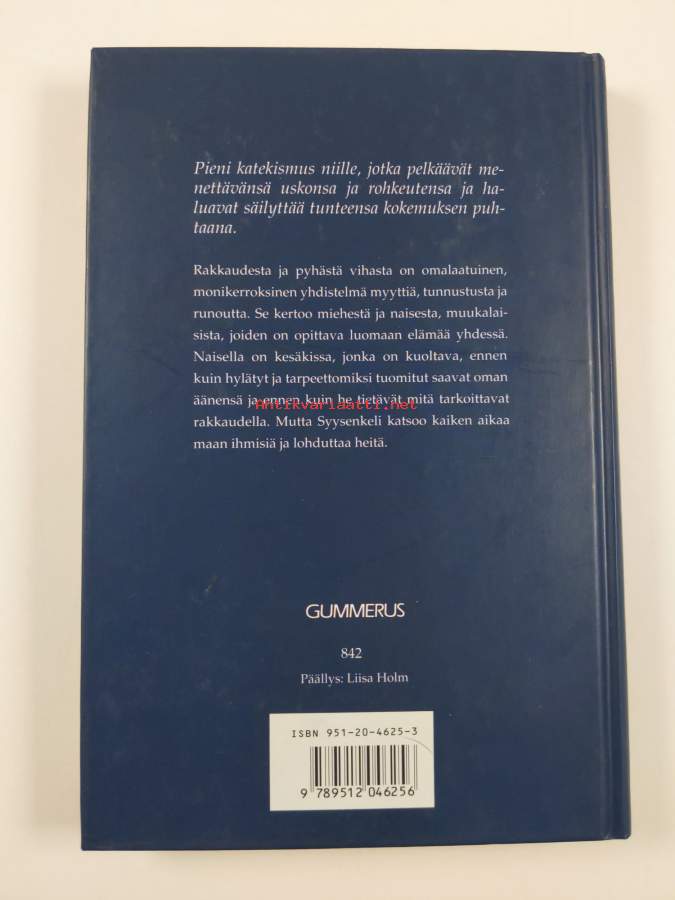 Pieni katekismus niille, jotka pelkäävät me-
nettävänsä uskonsa ja rohkeutensa ja ha-
luavat säilyttää tunteensa kokemuksen puh-
taana.
Rakkaudesta ja pyhästä vihasta on omalaatuinen,
monikerroksinen yhdistelmä myyttiä, tunnustusta ja
runoutta. Se kertoo miehestä ja naisesta, muukalai-
sista, joiden on opittava luomaan elämää yhdessä.
Naisella on kesäkissa, jonka on kuoltava, ennen
kuin hylätyt ja tarpeettomiksi tuomitut saavat oman
äänensä ja ennen kuin he tietävät mitä tarkoittavat
Antikvariaatti.net
rakkaudella. Mutta Syysenkeli katsoo kaiken aikaa
maan ihmisiä ja lohduttaa heitä.
GUMMERUS
842
Päällys: Liisa Holm
ISBN 951-20-4625-3
9 789512 046256